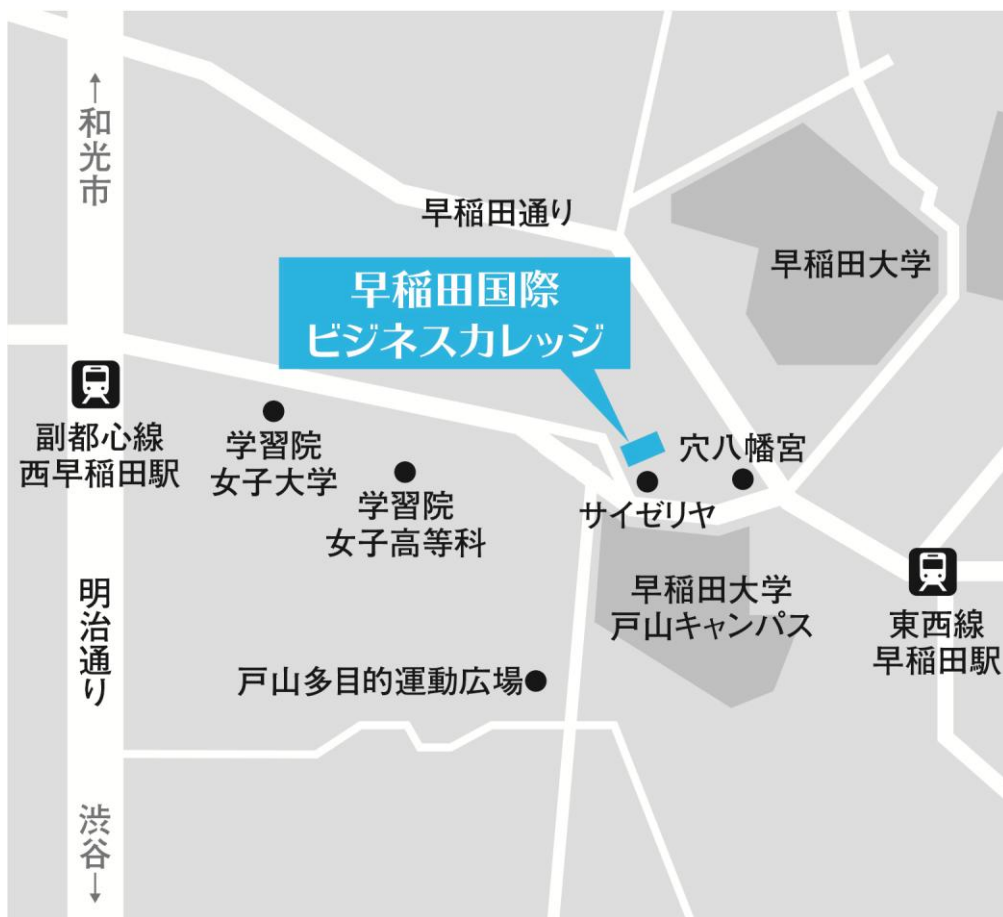 ↑和光市
早稲田通り
早稲田大学
早稲田国際
ビジネスカレッジ
副都心線
西早稲田駅
学習院
女子大学
学習院
女子高等科
穴八幡宮
サイゼリヤ
早稲田大学
戸山キャンパス
東西線
早稲田駅
明治通り
戸山多目的運動広場
渋谷↓